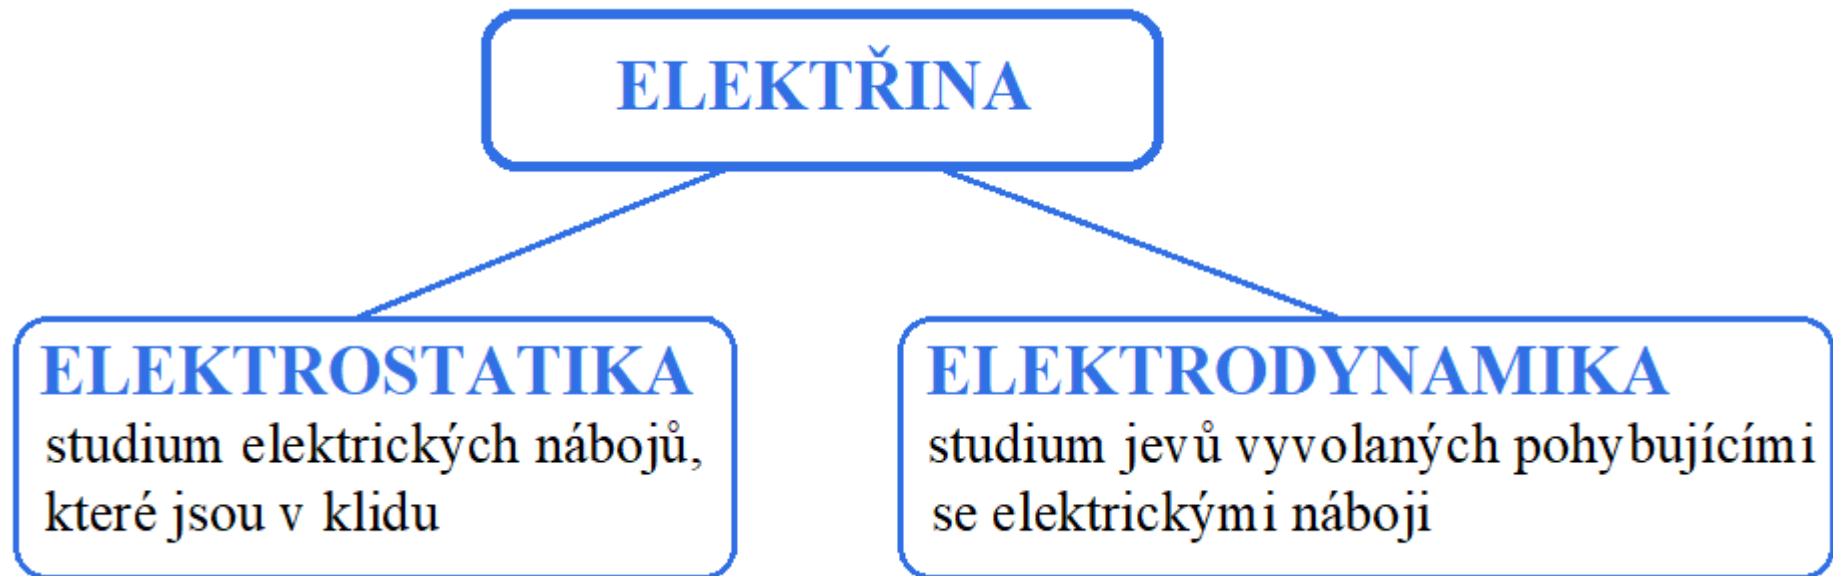 ELEKTŘINA
ELEKTROSTATIKA
studium elektrických nábojů,
které jsou v klidu
ELEKTRODYNAMIKA
studium jevů vyvolaných pohybujícími
se elektrickými náboji